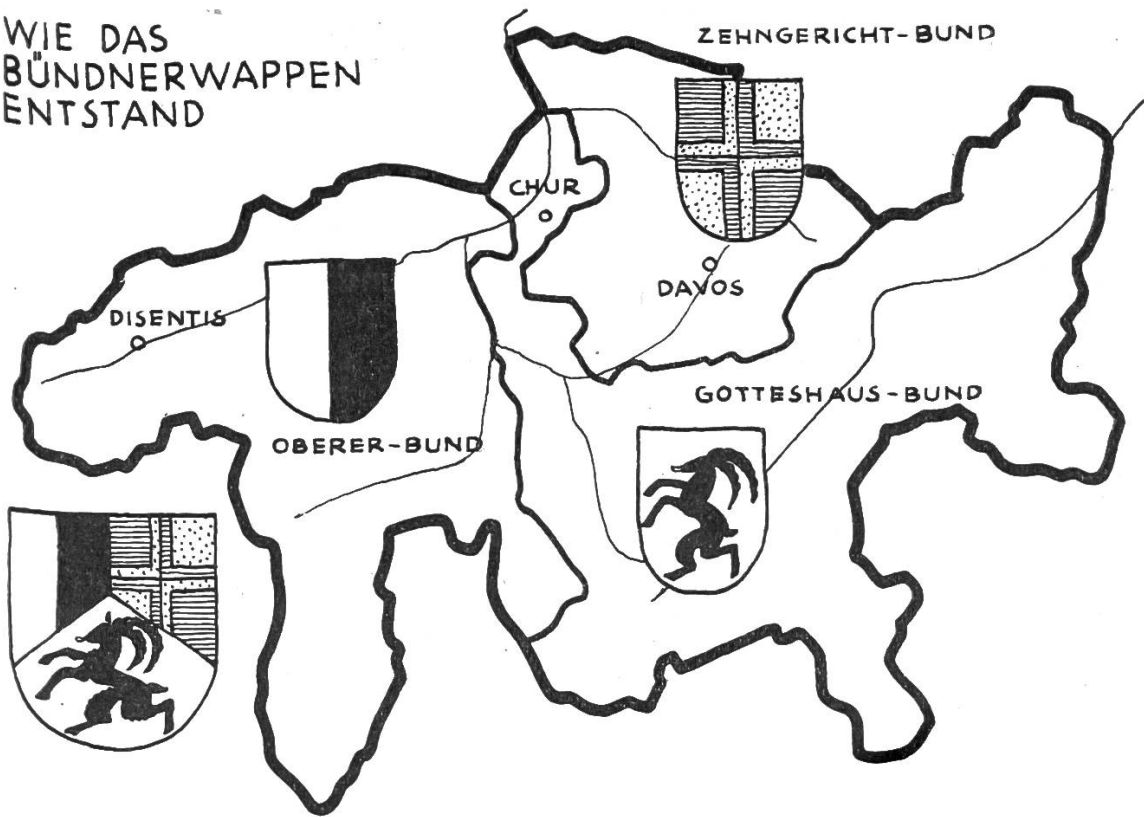 WIE DAS
BÜNDNERWAPPEN
ENTSTAND
ZEHNGERICHT-BUND
CHUR
DAVOS
DISENTIS
GOTTESHAUS-BUND
OBERER-BUND